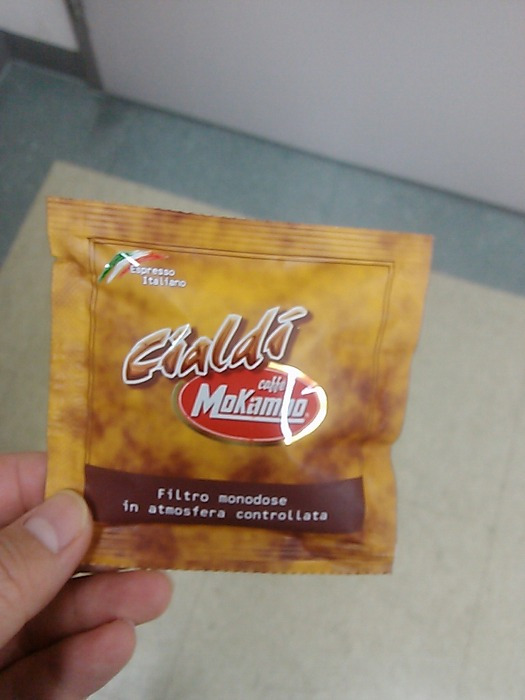 Espresso
Italiano
Cialdì
caffè
MoKambo
Filtro monodose
in atmosfera controllata